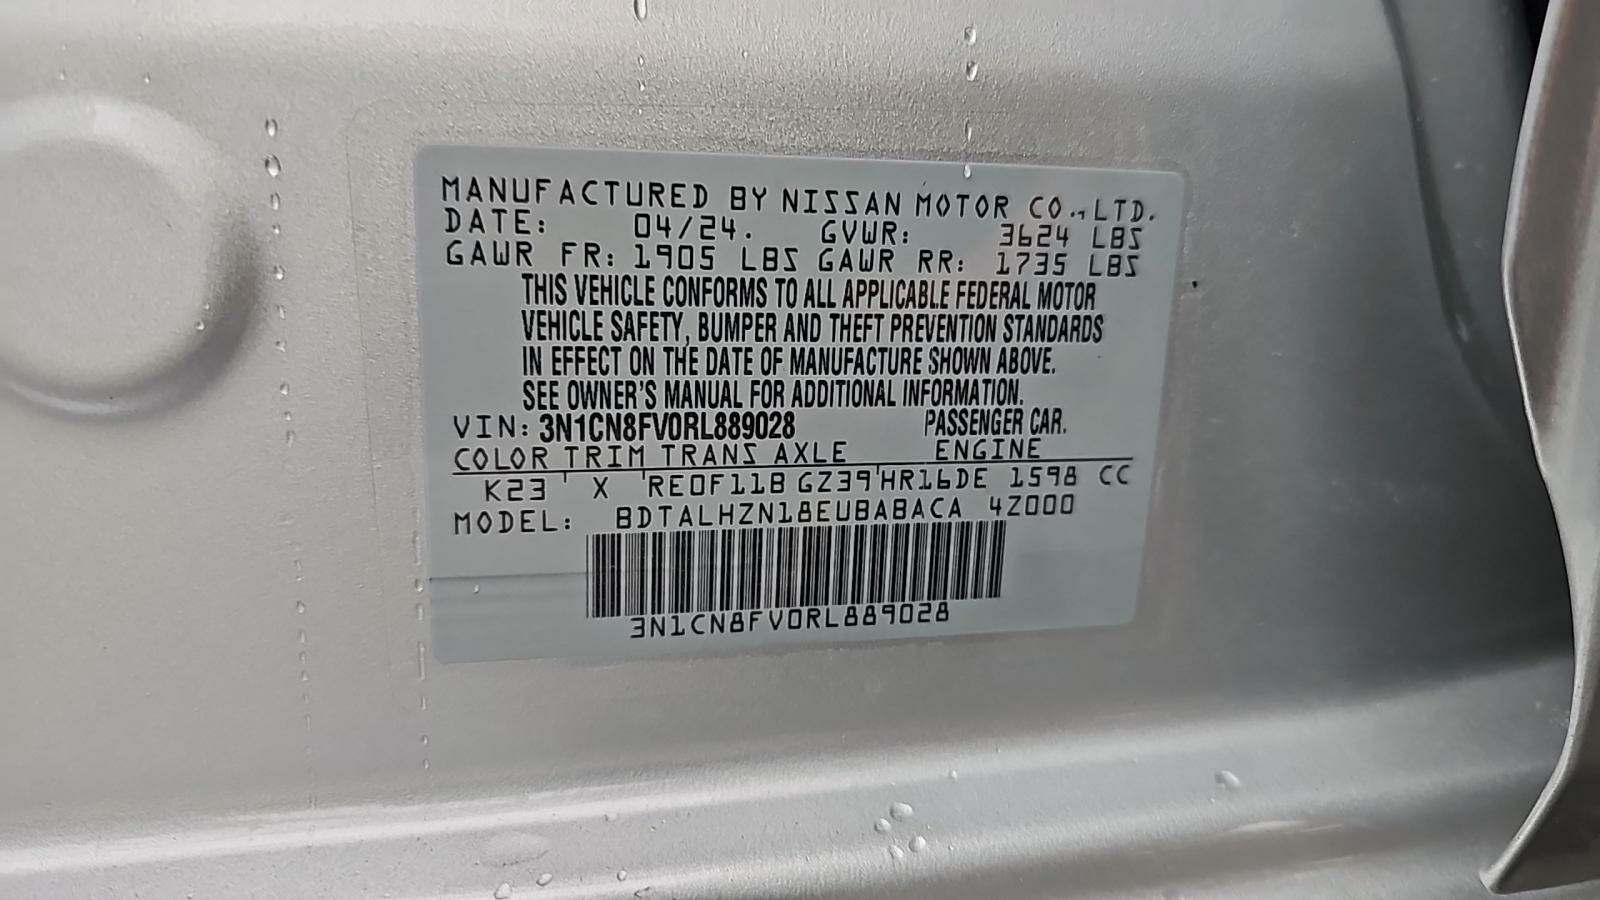 MANUFACTURED BY NISSAN MOTOR CO., LTD.
DATE: 04/24. GVWR: 3624 LBS
GAWR FR: 1905 LBS GAWR RR: 1735 LBS
THIS VEHICLE CONFORMS TO ALL APPLICABLE FEDERAL MOTOR
VEHICLE SAFETY, BUMPER AND THEFT PREVENTION STANDARDS
IN EFFECT ON THE DATE OF MANUFACTURE SHOWN ABOVE.
SEE OWNER'S MANUAL FOR ADDITIONAL INFORMATION.
VIN: 3N1CN8FV0RL889028 PASSENGER CAR.
COLOR TRIM TRANS AXLE ENGINE
K23 X RE0F11B GZ39 HR16DE 1598 CC
MODEL: BDTALHZN18EUBABACA 4Z000
3N1CN8FV0RL889028